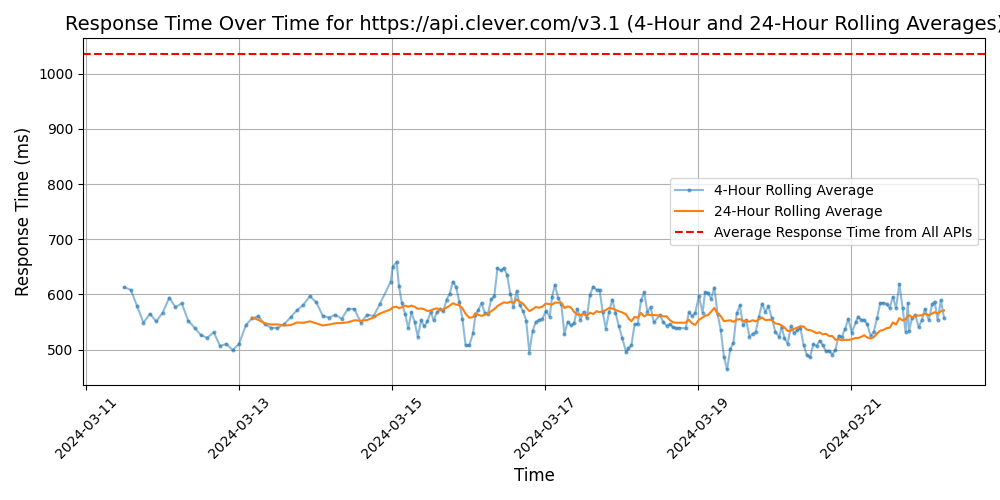 Response Time Over Time for https://api.clever.com/v3.1 (4-Hour and 24-Hour Rolling Averages)
Response Time (ms)
1000
900
800
700
600
500
4-Hour Rolling Average
24-Hour Rolling Average
Average Response Time from All APIs
2024-03-11
2024-03-13
2024-03-15
2024-03-17
2024-03-19
2024-03-21
Time